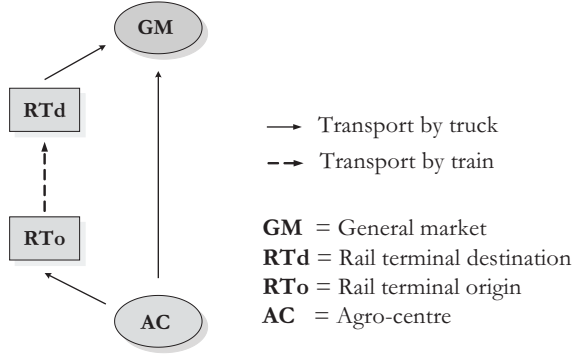 GM
RTd
RTo
AC
Transport by truck
Transport by train
GM = General market
RTd = Rail terminal destination
RTo = Rail terminal origin
AC = Agro-centre